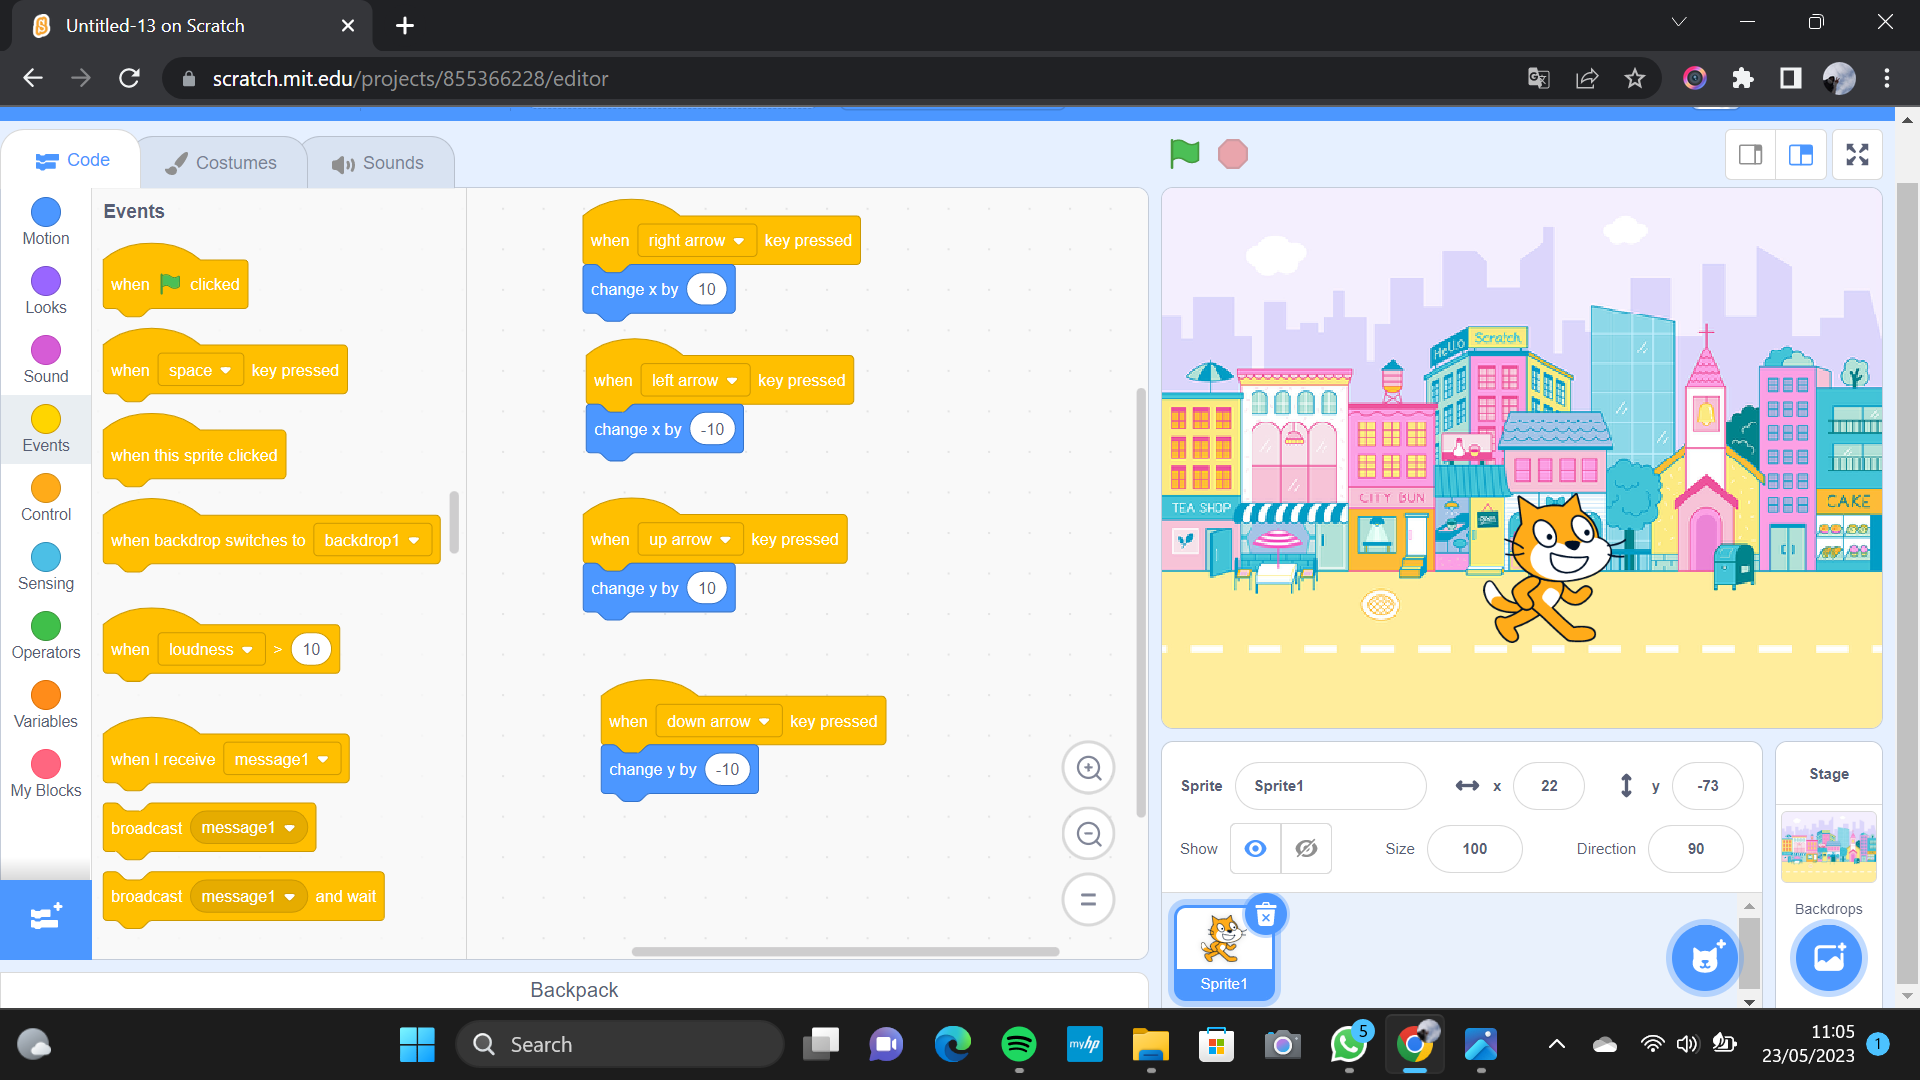 Untitled-13 on Scratch
scratch.mit.edu/projects/855366228/editor
Code
Costumes
Sounds
Motion
Looks
Sound
Events
Control
Sensing
Operators
Variables
My Blocks
Events
when clicked
when space key pressed
when this sprite clicked
when backdrop switches to backdrop1
when loudness > 10
when I receive message1
broadcast message1
broadcast message1 and wait
when right arrow key pressed
change x by 10
when left arrow key pressed
change x by -10
when up arrow key pressed
change y by 10
when down arrow key pressed
change y by -10
Backpack
HeLLO Scratch
TEA SHOP
CITY BUN
CAKE
Sprite Sprite1 x 22 y -73
Show Size 100 Direction 90
Sprite1
Stage
Backdrops
Search
myhp
5
11:05
23/05/2023
1